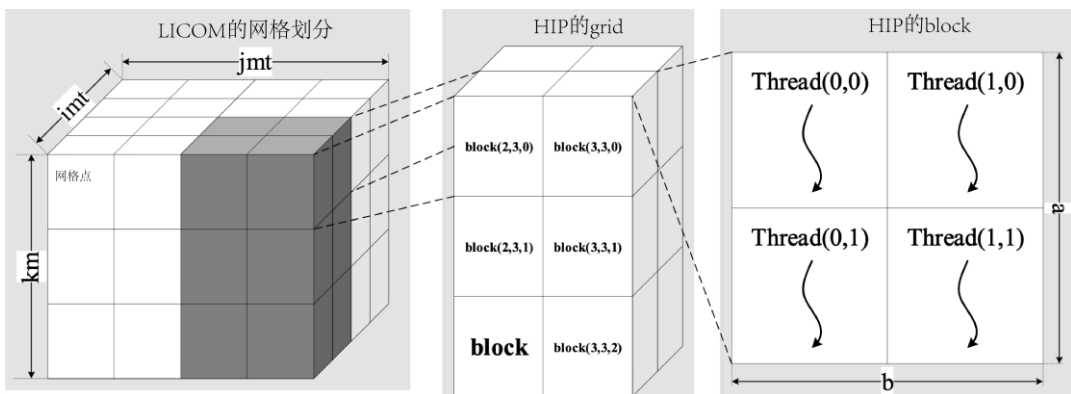 LICOM的网格划分
jmt
imt
km
网格点
HIP的grid
block(2,3,0)
block(3,3,0)
block(2,3,1)
block(3,3,1)
block
block(3,3,2)
HIP的block
Thread(0,0)
Thread(1,0)
Thread(0,1)
Thread(1,1)
a
b